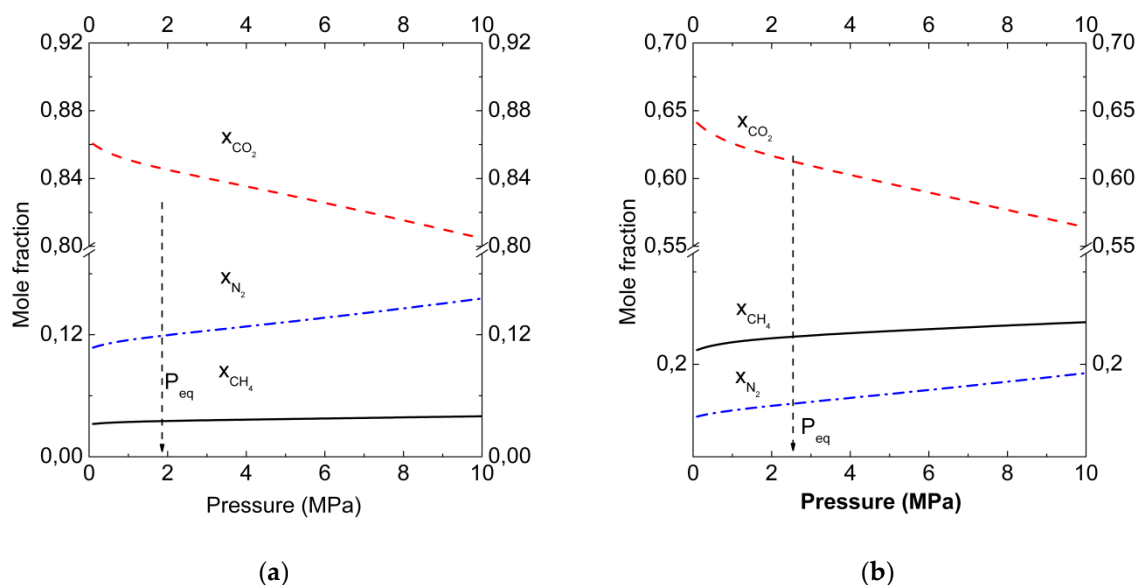 0 2 4 6 8 10
0,92 0,92
0,88 0,88
x_CO₂
0,84 0,84
0,80 0,80
Mole fraction
x_N₂
0,12 0,12
P_eq
x_CH₄
0,00 0,00
0 2 4 6 8 10
Pressure (MPa)
(a)
0 2 4 6 8 10
0,70 0,70
0,65 0,65
x_CO₂
0,60 0,60
0,55 0,55
Mole fraction
x_CH₄
0,2 0,2
x_N₂
P_eq
0 2 4 6 8 10
Pressure (MPa)
(b)